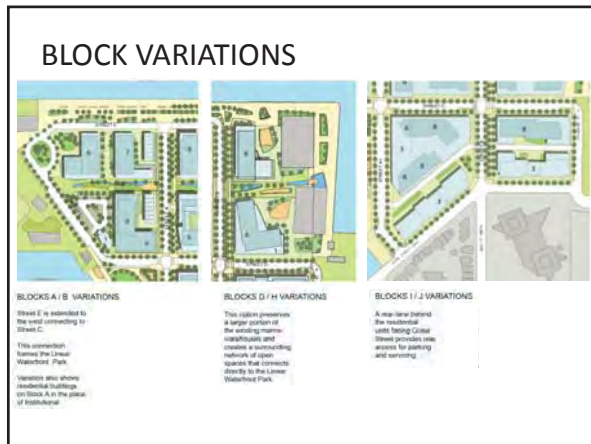 BLOCK VARIATIONS
BLOCKS A / B VARIATIONS
Street E is extended to
the west connecting to
Street C.
This connection
frames the Linear
Waterfront Park.
Variation also shows
residential buildings
on Block A in the place
of Institutional
BLOCKS D / H VARIATIONS
This option preserves
a larger portion of
the existing marine
warehouses and
creates a surrounding
network of open
spaces that connects
directly to the Linear
Waterfront Park.
BLOCKS I / J VARIATIONS
A rear lane behind
the residential
units facing
Street provides rear
access for parking
and servicing